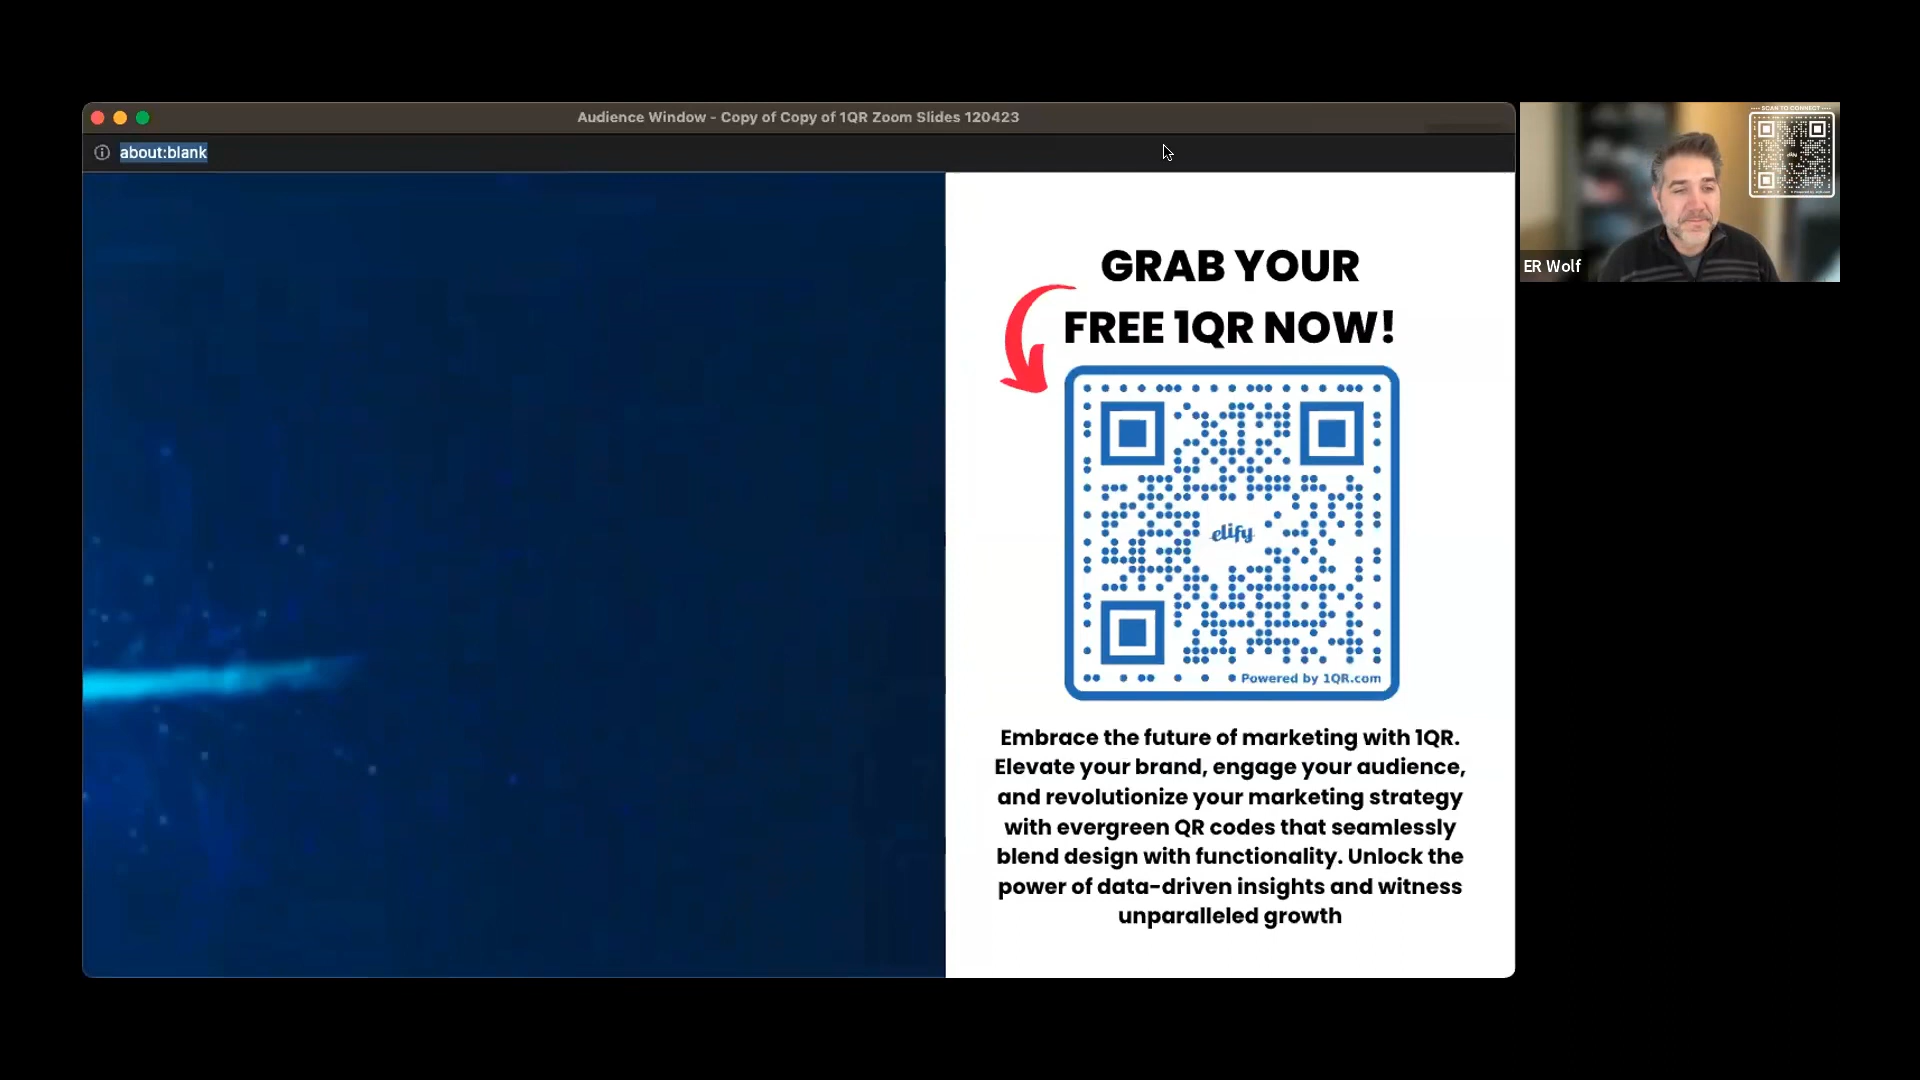 Audience Window - Copy of Copy of 1QR Zoom Slides 120423
about:blank
GRAB YOUR
FREE 1QR NOW!
elify
Powered by 1QR.com
Embrace the future of marketing with 1QR.
Elevate your brand, engage your audience,
and revolutionize your marketing strategy
with evergreen QR codes that seamlessly
blend design with functionality. Unlock the
power of data-driven insights and witness
unparalleled growth
SCAN TO CONNECT
ER Wolf